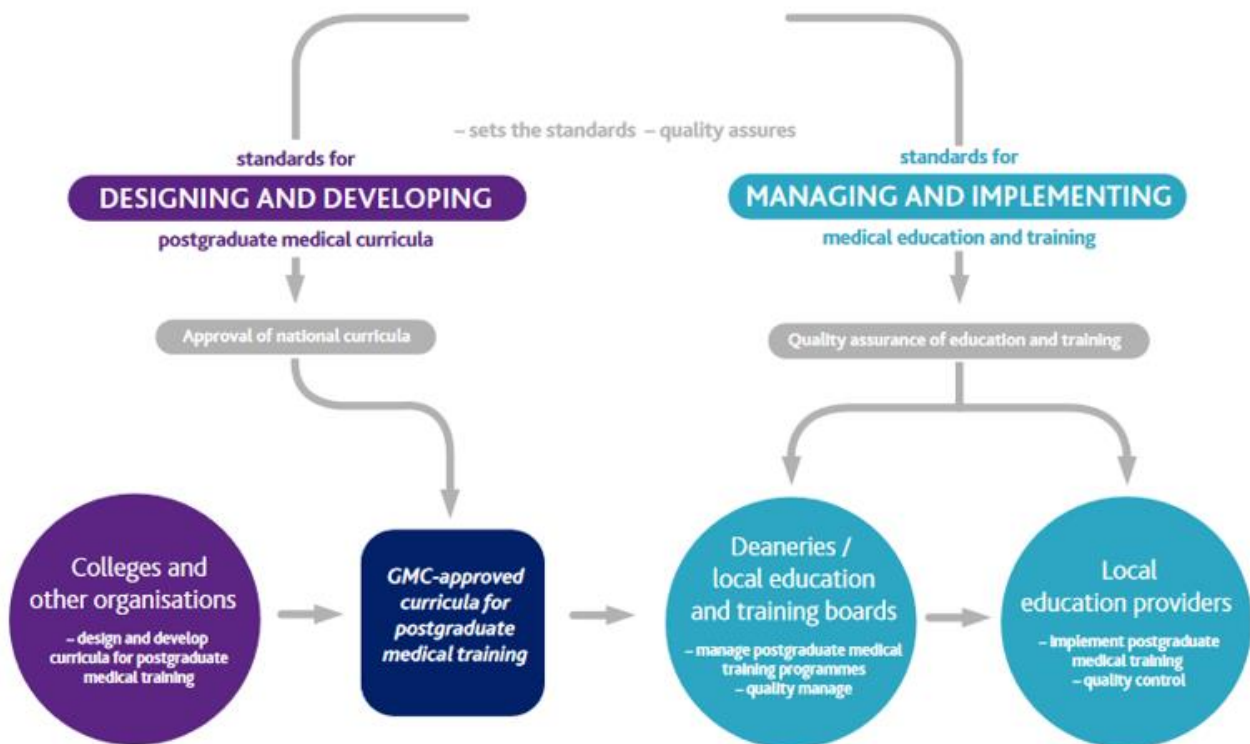 – sets the standards – quality assures
standards for
DESIGNING AND DEVELOPING
postgraduate medical curricula
standards for
MANAGING AND IMPLEMENTING
medical education and training
Approval of national curricula
Quality assurance of education and training
Colleges and
other organisations
– design and develop
curricula for postgraduate
medical training
GMC-approved
curricula for
postgraduate
medical training
Deaneries /
local education
and training boards
– manage postgraduate medical
training programmes
– quality manage
Local
education providers
– implement postgraduate
medical training
– quality control